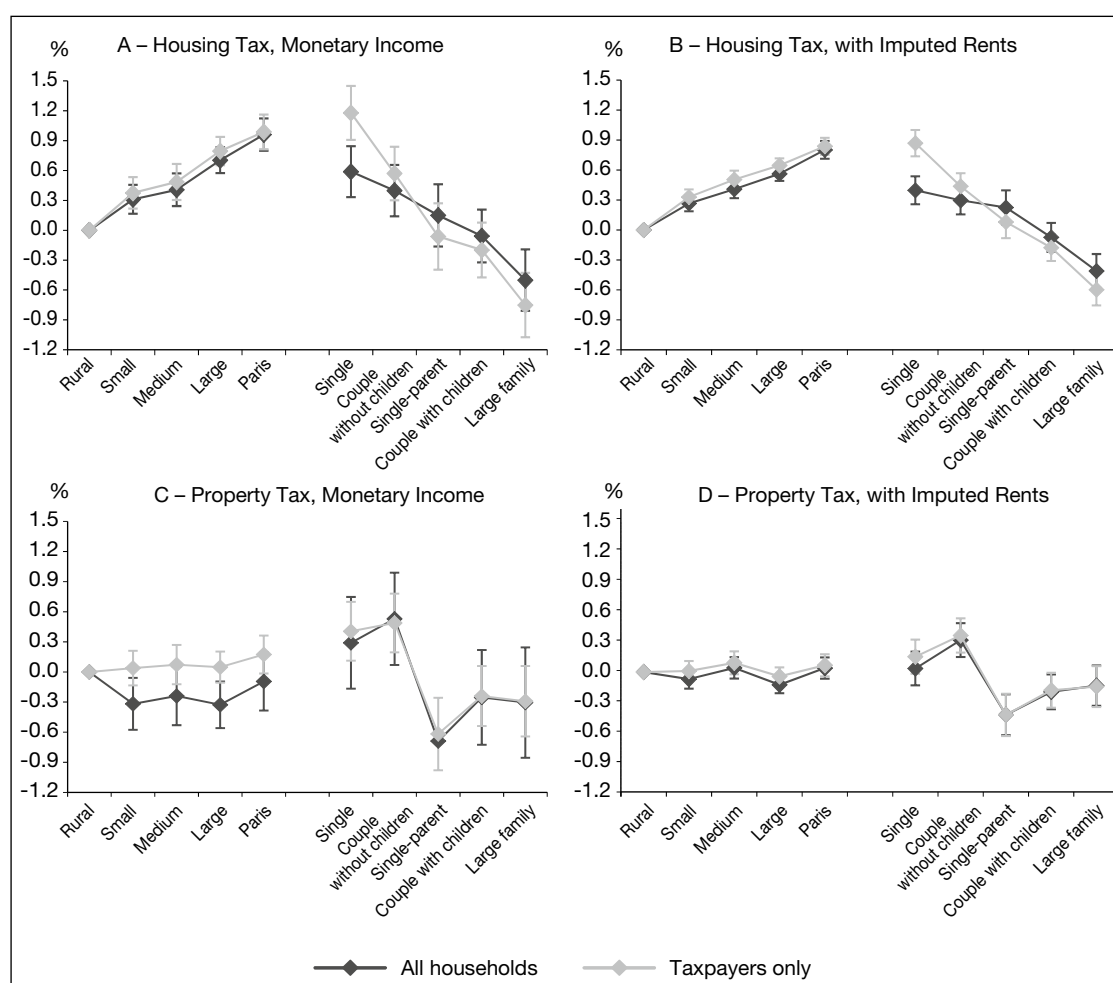 A – Housing Tax, Monetary Income
%
1.5
1.2
0.9
0.6
0.3
0.0
-0.3
-0.6
-0.9
-1.2
Rural
Small
Medium
Large
Paris
Single
Couple
without children
Single-parent
Couple with children
Large family
B – Housing Tax, with Imputed Rents
%
1.5
1.2
0.9
0.6
0.3
0.0
-0.3
-0.6
-0.9
-1.2
Rural
Small
Medium
Large
Paris
Single
Couple
without children
Single-parent
Couple with children
Large family
C – Property Tax, Monetary Income
%
1.5
1.2
0.9
0.6
0.3
0.0
-0.3
-0.6
-0.9
-1.2
Rural
Small
Medium
Large
Paris
Single
Couple
without children
Single-parent
Couple with children
Large family
D – Property Tax, with Imputed Rents
%
1.5
1.2
0.9
0.6
0.3
0.0
-0.3
-0.6
-0.9
-1.2
Rural
Small
Medium
Large
Paris
Single
Couple
without children
Single-parent
Couple with children
Large family
All households
Taxpayers only